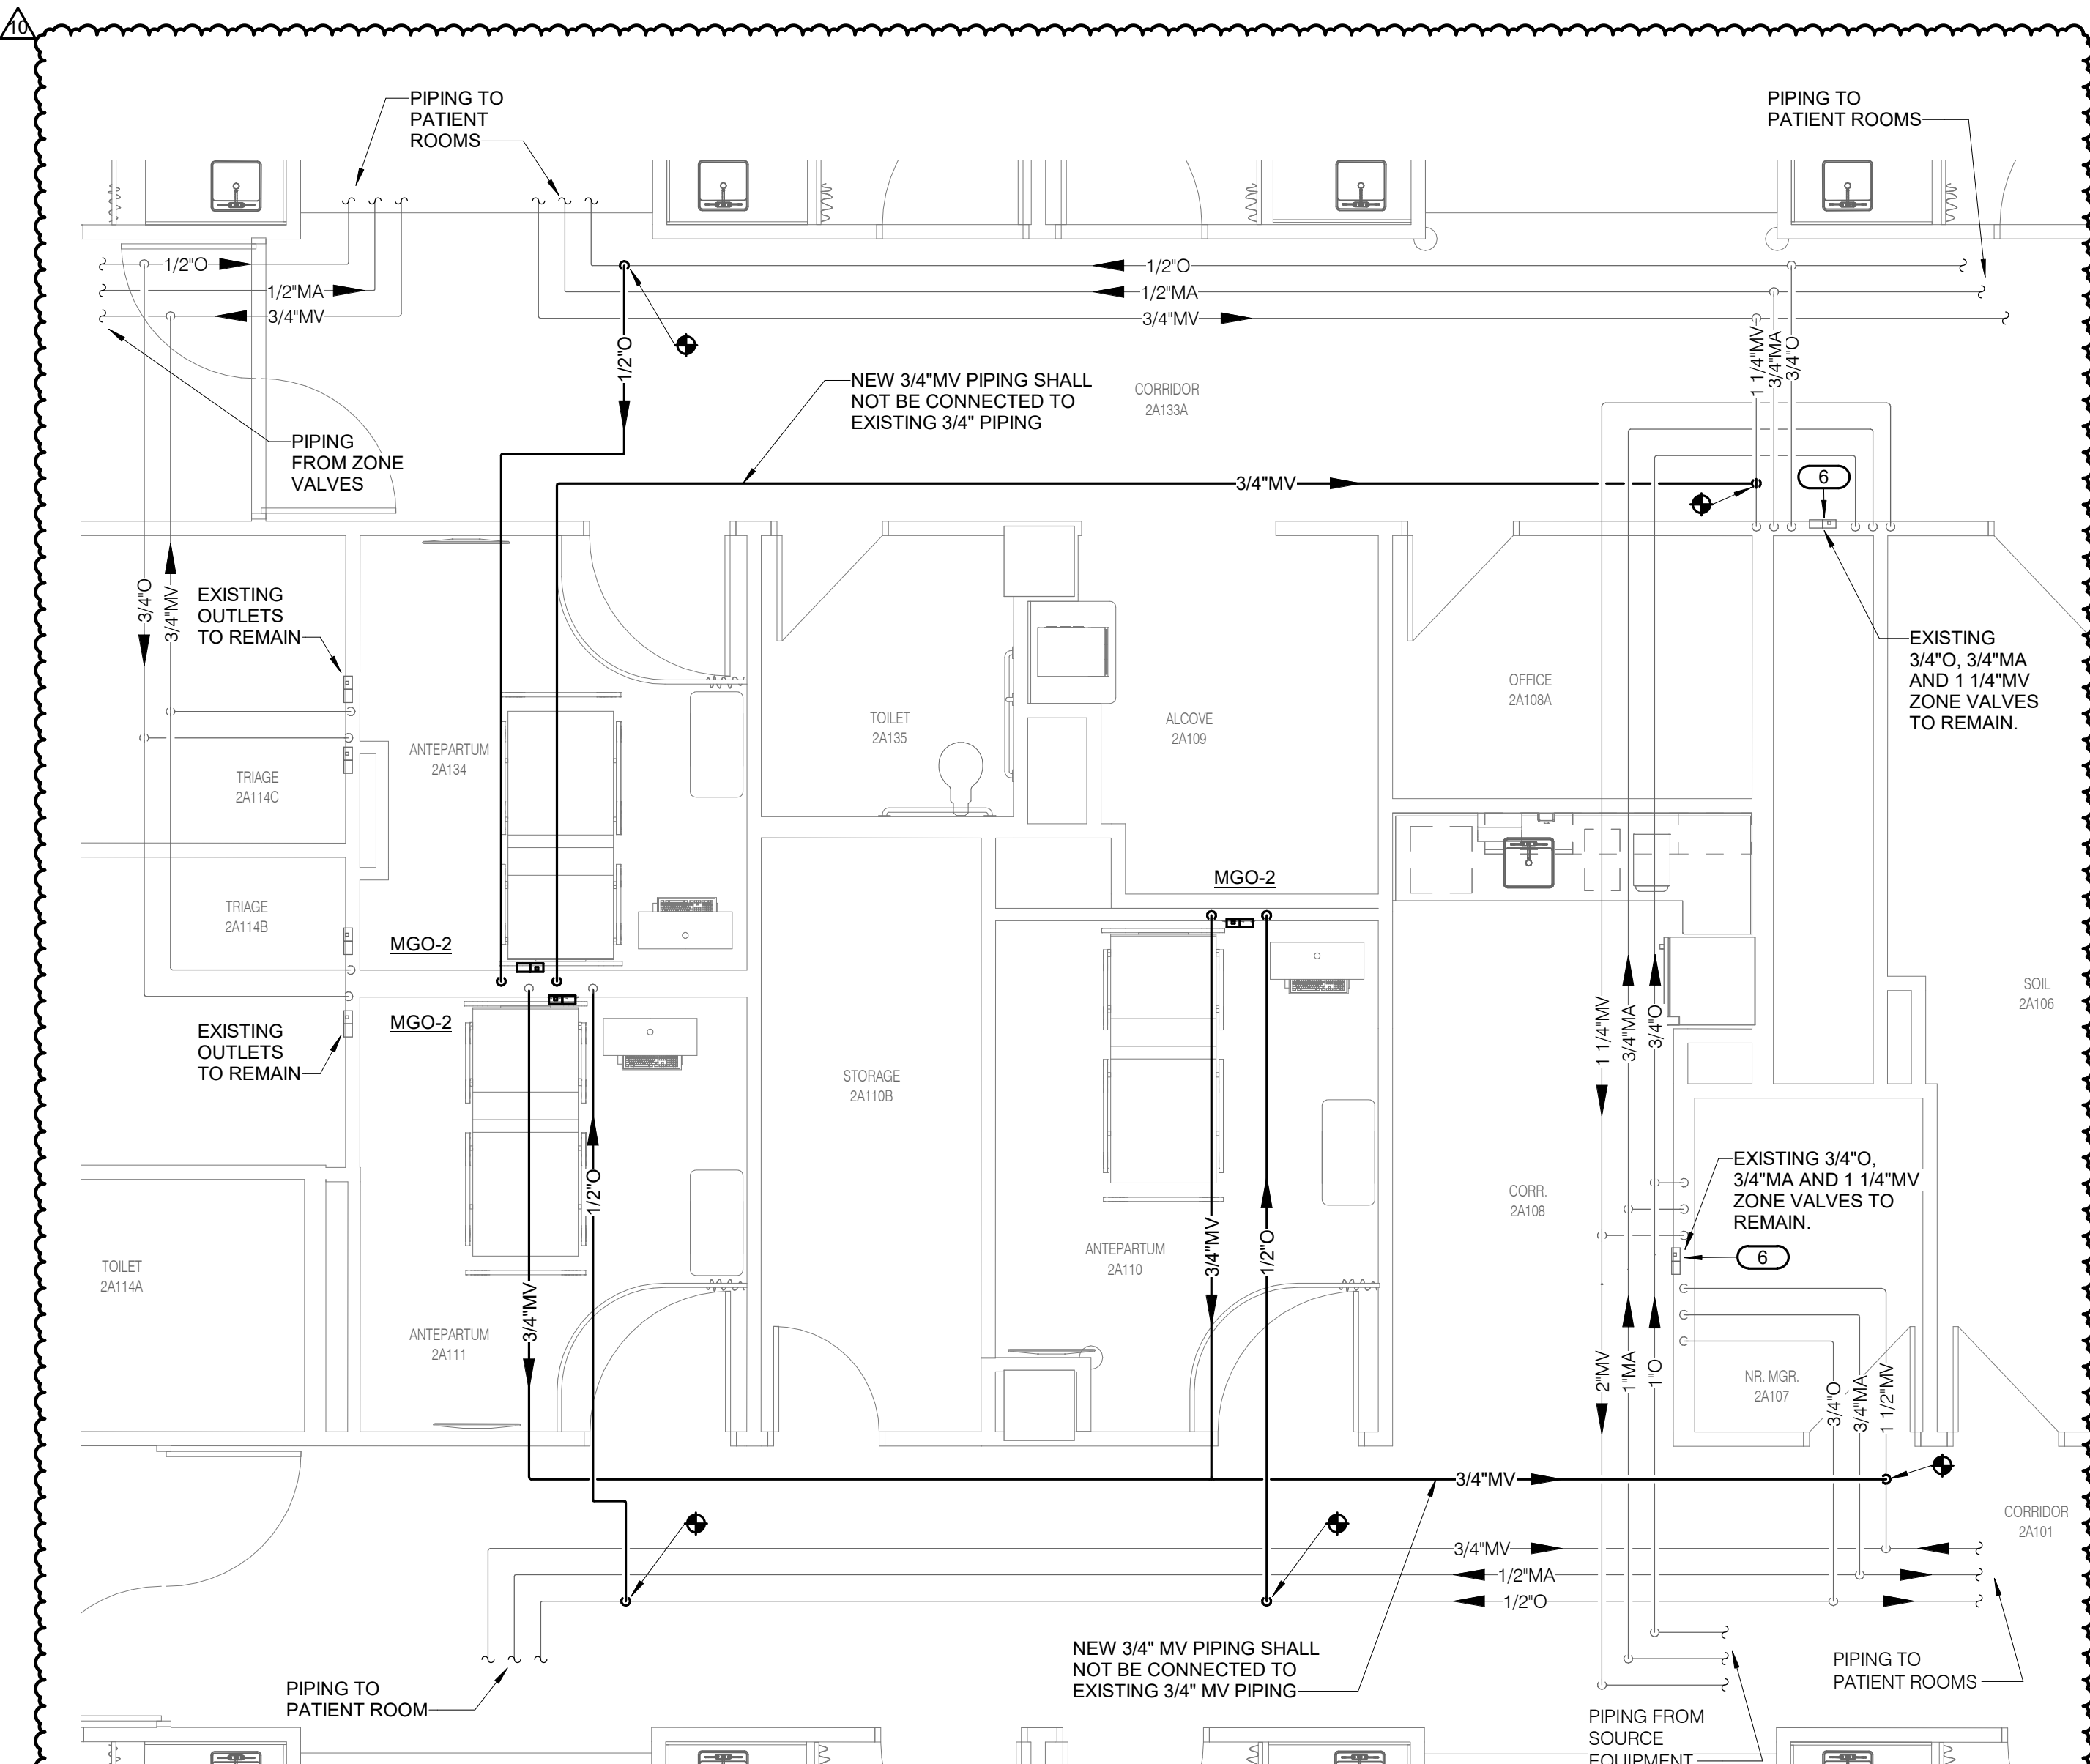 10
PIPING TO
PATIENT
ROOMS
PIPING TO
PATIENT ROOMS
1/2"O
1/2"MA
3/4"MV
1/2"O
1/2"MA
3/4"MV
1/2"O
1 1/4"MV
3/4"MA
3/4"O
NEW 3/4"MV PIPING SHALL
NOT BE CONNECTED TO
EXISTING 3/4" PIPING
CORRIDOR
2A133A
PIPING
FROM ZONE
VALVES
3/4"MV
6
3/4"O
3/4"MV
EXISTING
OUTLETS
TO REMAIN
EXISTING
3/4"O, 3/4"MA
AND 1 1/4"MV
ZONE VALVES
TO REMAIN.
ANTEPARTUM
2A134
TOILET
2A135
ALCOVE
2A109
OFFICE
2A108A
TRIAGE
2A114C
TRIAGE
2A114B
MGO-2
MGO-2
MGO-2
EXISTING
OUTLETS
TO REMAIN
STORAGE
2A110B
1 1/4"MV
3/4"MA
3/4"O
SOIL
2A106
1/2"O
3/4"MV
3/4"MV
1/2"O
CORR.
2A108
EXISTING 3/4"O,
3/4"MA AND 1 1/4"MV
ZONE VALVES TO
REMAIN.
6
TOILET
2A114A
ANTEPARTUM
2A111
ANTEPARTUM
2A110
2"MV
1"MA
1"O
NR. MGR.
2A107
3/4"O
3/4"MA
1 1/2"MV
3/4"MV
CORRIDOR
2A101
3/4"MV
1/2"MA
1/2"O
NEW 3/4" MV PIPING SHALL
NOT BE CONNECTED TO
EXISTING 3/4" MV PIPING
PIPING TO
PATIENT ROOM
PIPING TO
PATIENT ROOMS
PIPING FROM
SOURCE
EQUIPMENT